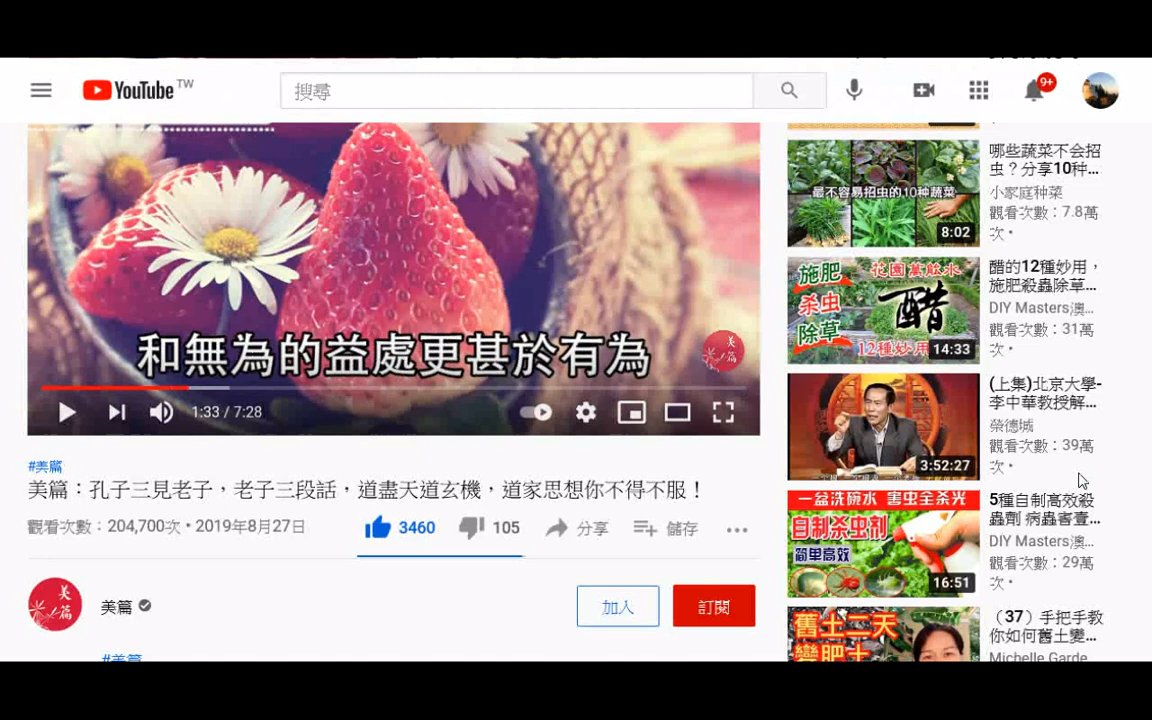 YouTube TW
搜尋
9+
和無為的益處更甚於有為
美篇
1:33 / 7:28
#美篇
美篇：孔子三見老子，老子三段話，道盡天道玄機，道家思想你不得不服！
觀看次數：204,700次 • 2019年8月27日
3460
105
分享
儲存
美篇
美篇
加入
訂閱
#美篇
最不容易招虫的10种蔬菜
8:02
哪些蔬菜不会招
虫？分享10种...
小家庭种菜
觀看次數：7.8萬
次 •
施肥
杀虫
除草
花園萬能水
醋
12種妙用
14:33
醋的12種妙用，
施肥殺蟲除草...
DIY Masters澳...
觀看次數：31萬
次 •
3:52:27
(上集)北京大學-
李中華教授解...
榮德城
觀看次數：39萬
次 •
一盆洗碗水 害虫全杀光
自制杀虫剂
简单高效
16:51
5種自制高效殺
蟲劑 病蟲害壹...
DIY Masters澳...
觀看次數：29萬
次 •
舊土二天
變肥土
（37）手把手教
你如何舊土變...
Michelle Garde